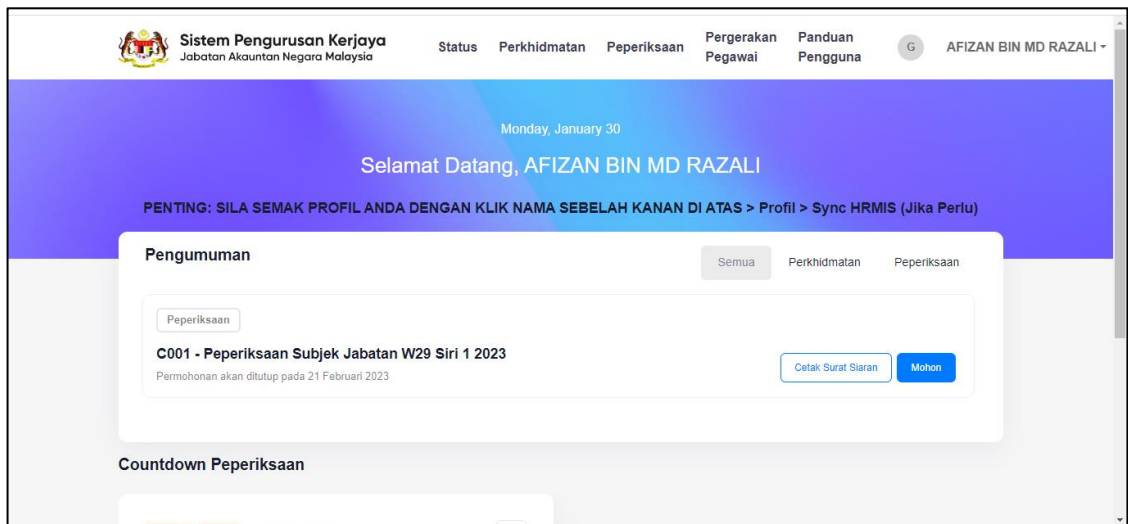 Sistem Pengurusan Kerjaya
Jabatan Akauntan Negara Malaysia
Status
Perkhidmatan
Peperiksaan
Pergerakan
Pegawai
Panduan
Pengguna
G
AFIZAN BIN MD RAZALI
Monday, January 30
Selamat Datang, AFIZAN BIN MD RAZALI
PENTING: SILA SEMAK PROFIL ANDA DENGAN KLIK NAMA SEBELAH KANAN DI ATAS > Profil > Sync HRMIS (Jika Perlu)
Pengumuman
Semua
Perkhidmatan
Peperiksaan
Peperiksaan
C001 - Peperiksaan Subjek Jabatan W29 Siri 1 2023
Permohonan akan ditutup pada 21 Februari 2023
Cetak Surat Siaran
Mohon
Countdown Peperiksaan